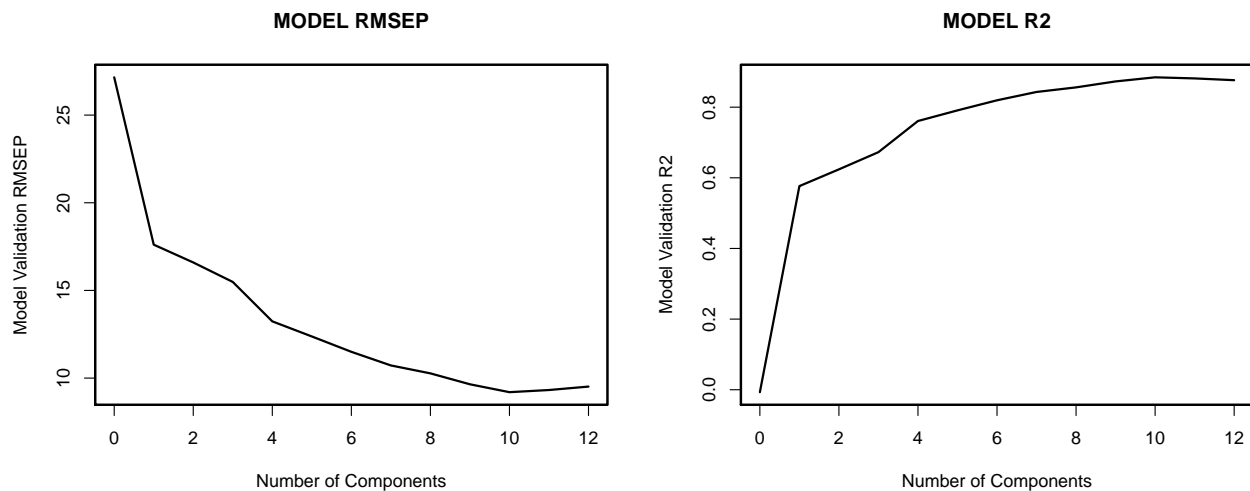 MODEL RMSEP
Model Validation RMSEP
25
20
15
10
0 2 4 6 8 10 12
Number of Components
MODEL R2
Model Validation R2
0.8
0.6
0.4
0.2
0.0
0 2 4 6 8 10 12
Number of Components